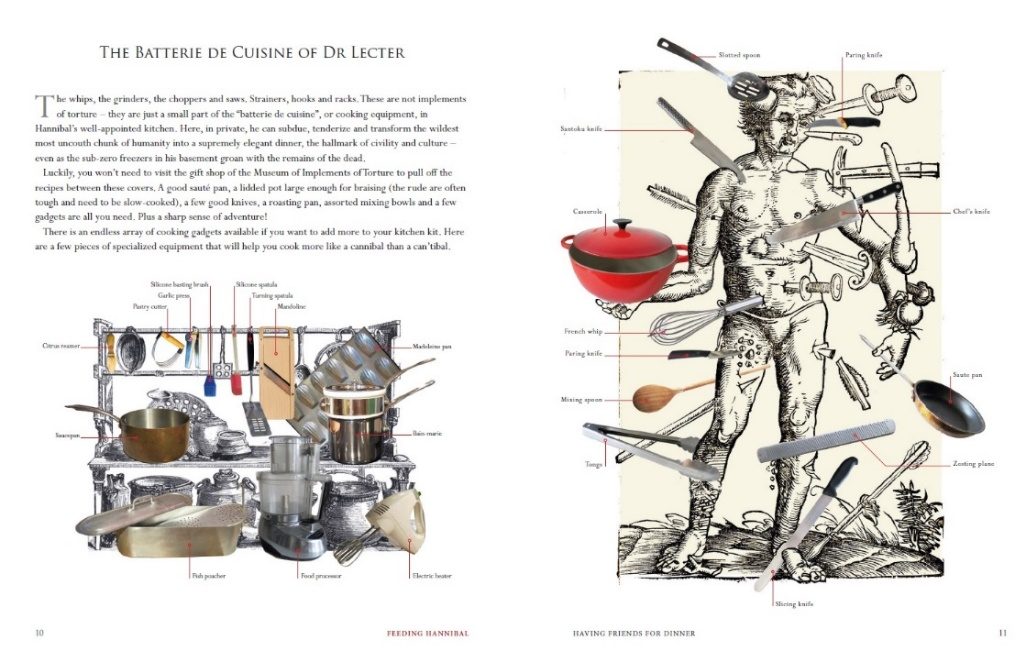 THE BATTERIE DE CUISINE OF DR LECTER
The whips, the grinders, the choppers and saws. Strainers, hooks and racks. These are not implements
of torture – they are just a small part of the “batterie de cuisine”, or cooking equipment, in
Hannibal’s well-appointed kitchen. Here, in private, he can subdue, tenderize and transform the wildest
most uncouth chunk of humanity into a supremely elegant dinner, the hallmark of civility and culture –
even as the sub-zero freezers in his basement groan with the remains of the dead.
Luckily, you won’t need to visit the gift shop of the Museum of Implements of Torture to pull off the
recipes between these covers. A good sauté pan, a lidded pot large enough for braising (the rude are often
tough and need to be slow-cooked), a few good knives, a roasting pan, assorted mixing bowls and a few
gadgets are all you need. Plus a sharp sense of adventure!
There is an endless array of cooking gadgets available if you want to add more to your kitchen kit. Here
are a few pieces of specialized equipment that will help you cook more like a cannibal than a can’tibal.
Silicone basting brush
Silicone spatula
Garlic press
Turning spatula
Pastry cutter
Mandoline
Citrus reamer
Madeleine pan
Saucepan
Bain marie
Fish poacher
Food processor
Electric beater
10
FEEDING HANNIBAL
Slotted spoon
Paring knife
Santoku knife
Casserole
Chef's knife
French whip
Paring knife
Saute pan
Mixing spoon
Tongs
Zesting plane
Slicing knife
HAVING FRIENDS FOR DINNER
11